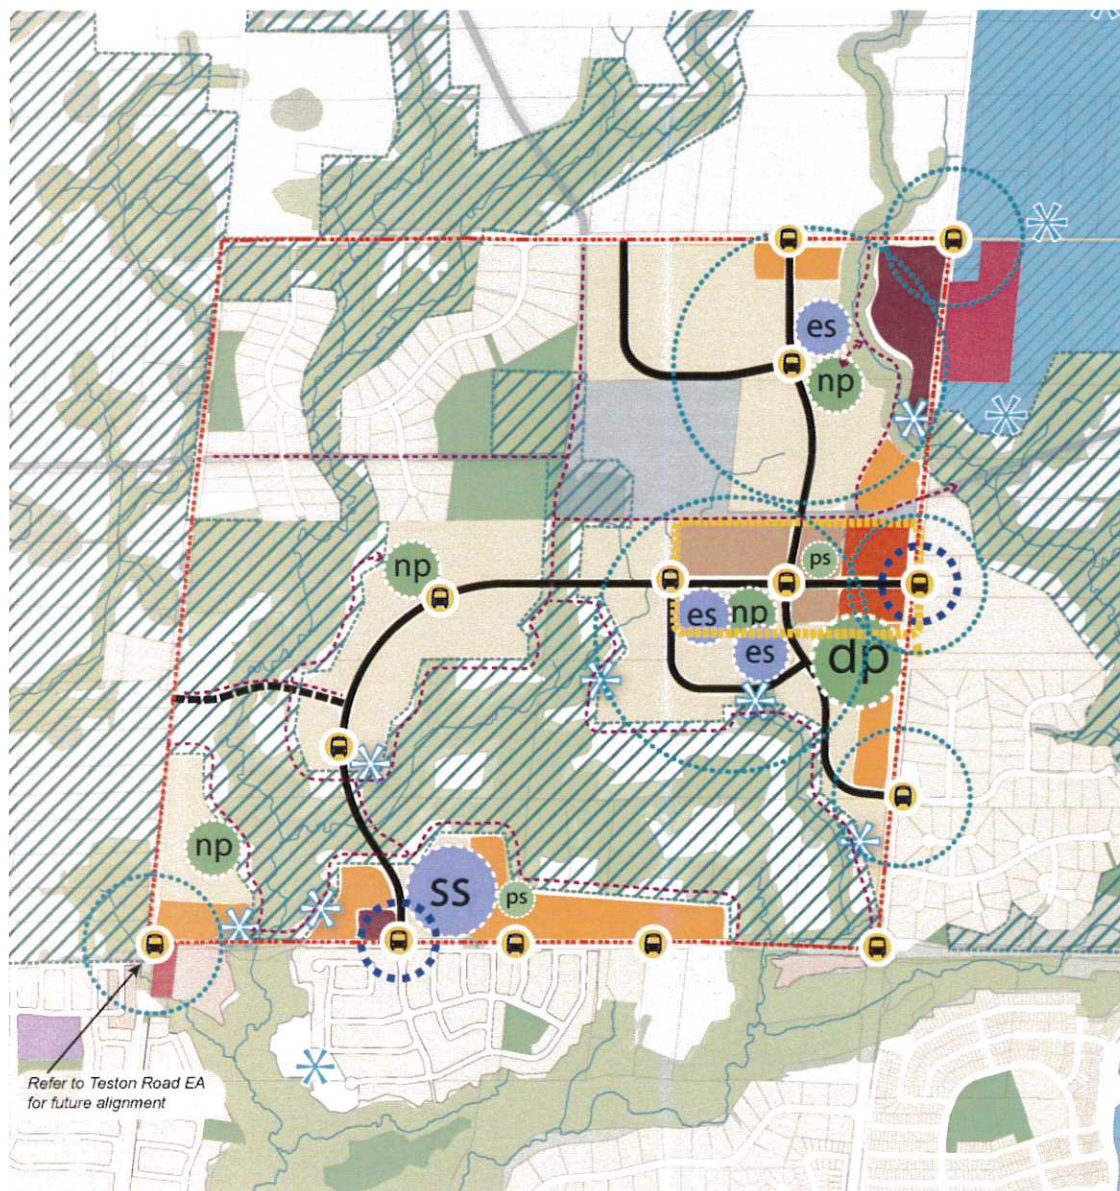 es
np
ps
np
es
np
es
dp
np
ss
ps
Refer to Teston Road EA
for future alignment